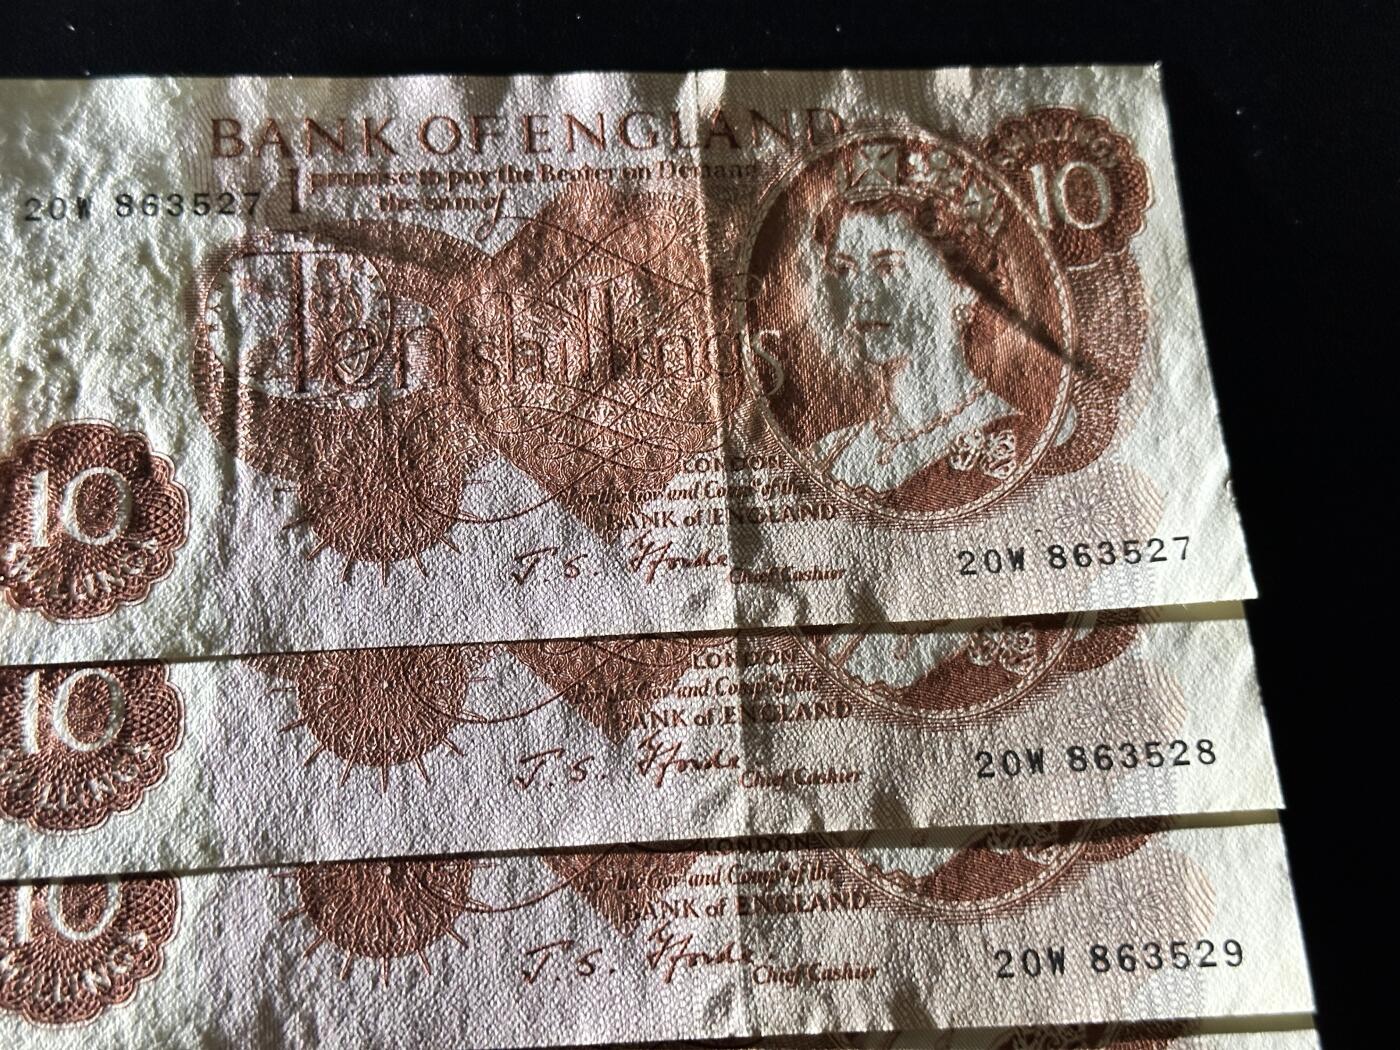 BANK OF ENGLAND
I promise to pay the Bearer on Demand
the sum of
20W 863527
10
Ten shillings
LONDON
For the Govr and Compa of the
BANK of ENGLAND
10
SHILLINGS
J. S. Fforde
Chief Cashier
20W 863527
10
SHILLINGS
LONDON
For the Govr and Compa of the
BANK of ENGLAND
J. S. Fforde
Chief Cashier
20W 863528
10
SHILLINGS
LONDON
For the Govr and Compa of the
BANK of ENGLAND
J. S. Fforde
Chief Cashier
20W 863529